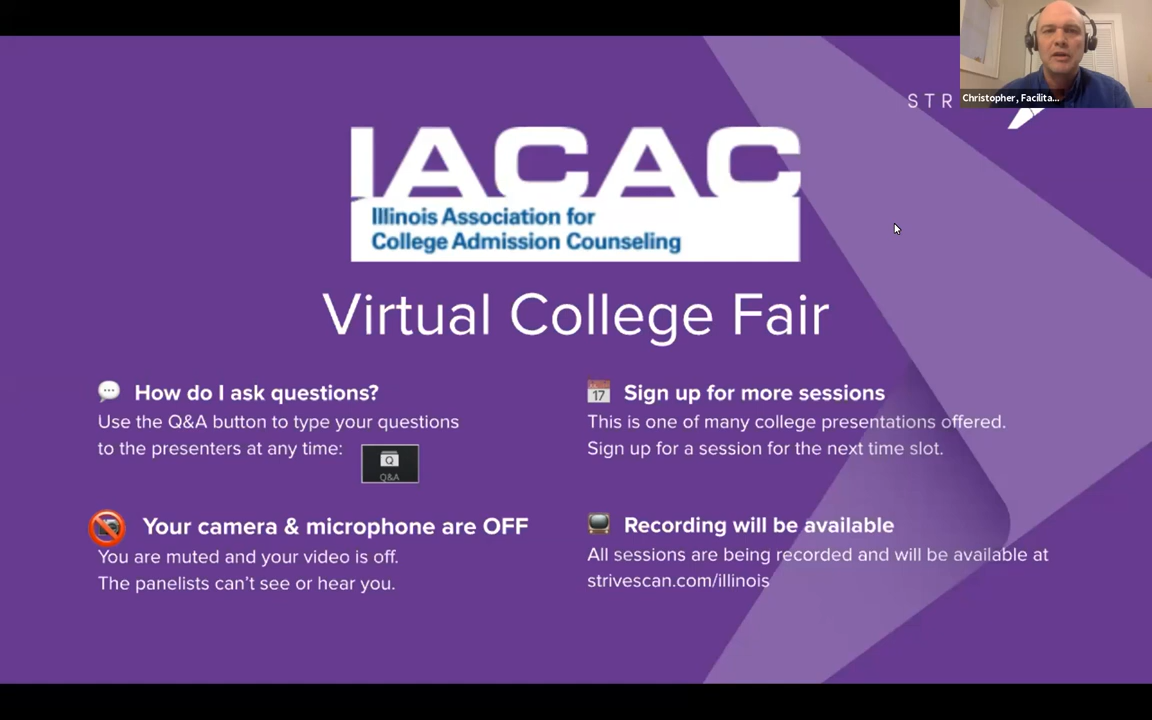 STR
Christopher, Facilita...
IACAC
Illinois Association for
College Admission Counseling
Virtual College Fair
How do I ask questions?
Use the Q&A button to type your questions
to the presenters at any time:
Q
Q&A
Your camera & microphone are OFF
You are muted and your video is off.
The panelists can't see or hear you.
17
Sign up for more sessions
This is one of many college presentations offered.
Sign up for a session for the next time slot.
Recording will be available
All sessions are being recorded and will be available at
strivescan.com/illinois